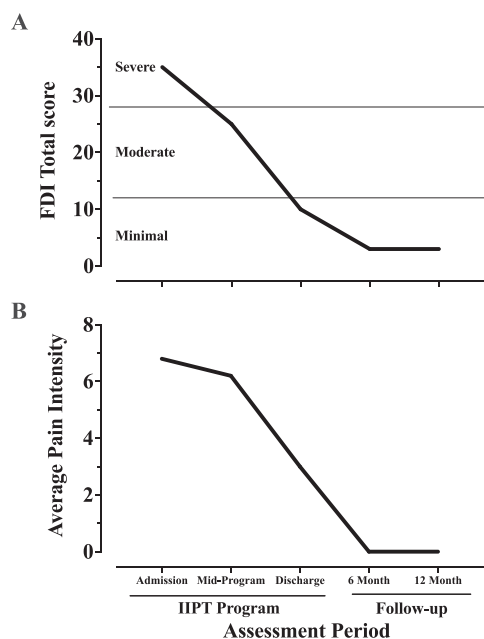 A
FDI Total score
40
30
20
10
0
Severe
Moderate
Minimal
B
Average Pain Intensity
8
6
4
2
0
Admission Mid-Program Discharge 6 Month 12 Month
IIPT Program Follow-up
Assessment Period